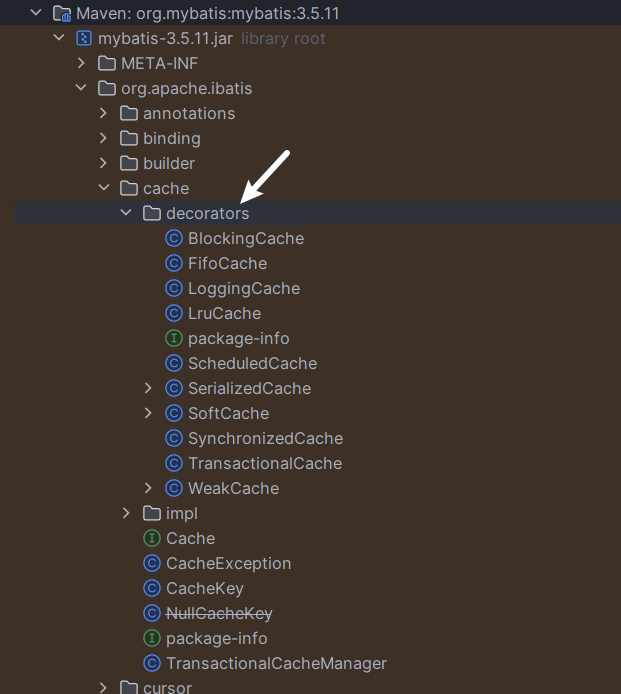 Maven: org.mybatis:mybatis:3.5.11
mybatis-3.5.11.jar library root
META-INF
org.apache.ibatis
annotations
binding
builder
cache
decorators
BlockingCache
FifoCache
LoggingCache
LruCache
package-info
ScheduledCache
SerializedCache
SoftCache
SynchronizedCache
TransactionalCache
WeakCache
impl
Cache
CacheException
CacheKey
NullCacheKey
package-info
TransactionalCacheManager
cursor